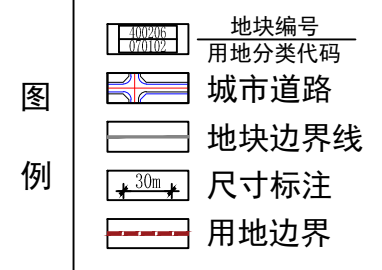 图
例
400206
070102
地块编号
用地分类代码
城市道路
地块边界线
30m
尺寸标注
用地边界